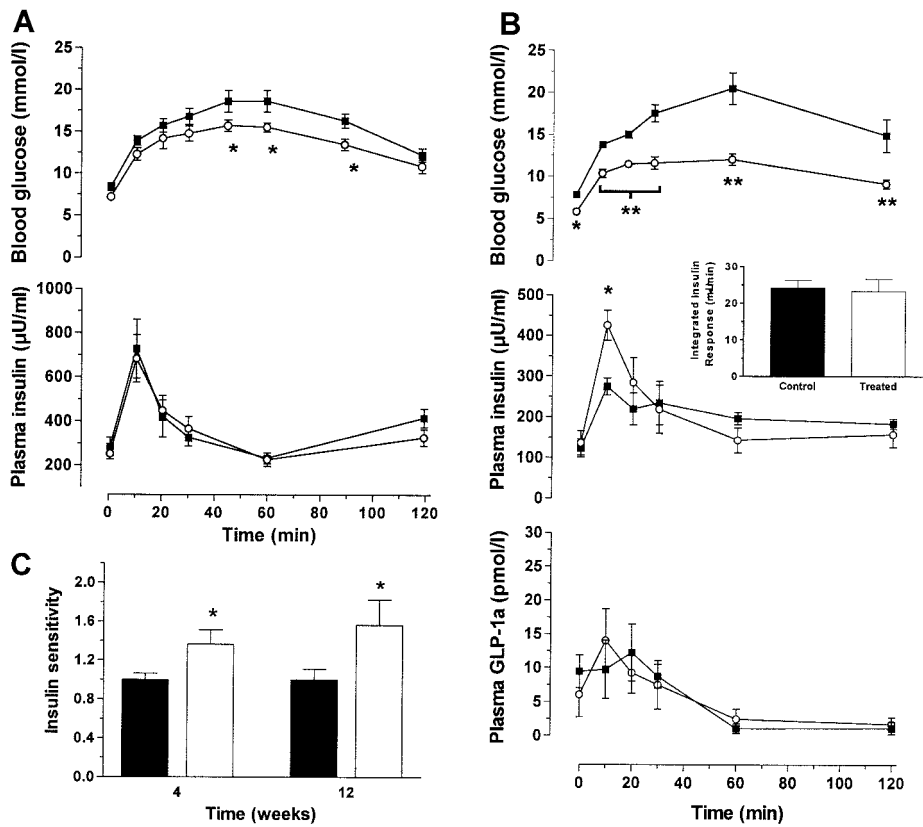 A
Blood glucose (mmol/l)
25
20
15
10
5
0
* * *
Plasma insulin (µU/ml)
1000
800
600
400
200
0 20 40 60 80 100 120
Time (min)
B
Blood glucose (mmol/l)
25
20
15
10
5
0
* ** ** **
Plasma insulin (µU/ml)
500
400
300
200
100
0
*
Integrated Insulin
Response (mU/min)
30
20
10
0
Control Treated
Plasma GLP-1a (pmol/l)
30
25
20
15
10
5
0
0 20 40 60 80 100 120
Time (min)
C
Insulin sensitivity
2.0
1.6
1.2
0.8
0.4
0.0
* *
4 12
Time (weeks)